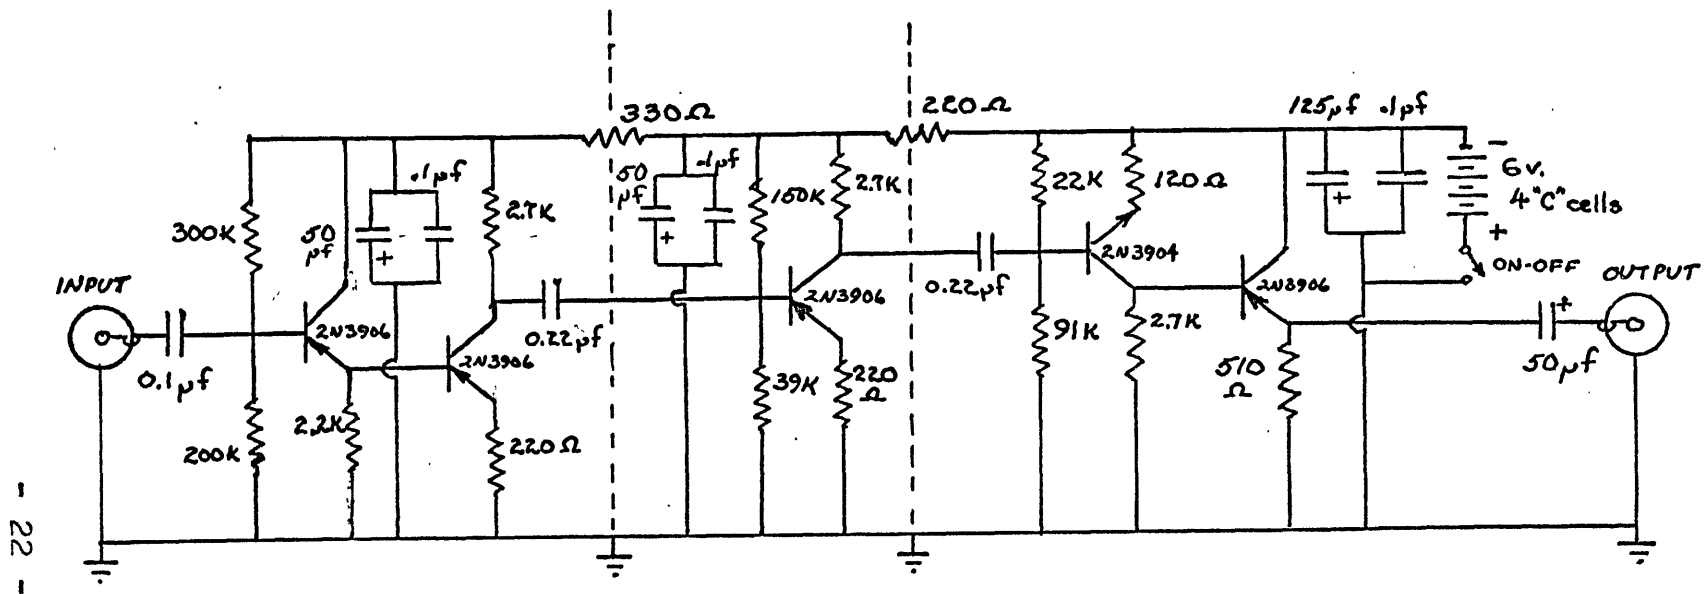 330Ω
220Ω
125µf
.1µf
.1µf
50
µf
.1µf
2.7K
150K
2.7K
22K
120Ω
-
6v.
4 "C" cells
+
300K
50
µf
+
+
+
2N3904
ON-OFF
INPUT
OUTPUT
2N3906
2N3906
0.22µf
2N3906
2N3906
0.22µf
+
0.1µf
39K
220
Ω
91K
2.7K
510
Ω
50µf
2.2K
200K
220Ω
- 22 -